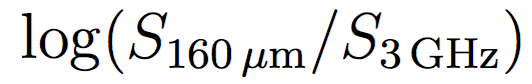 log(S₁₆₀ μm/S₃ GHz)